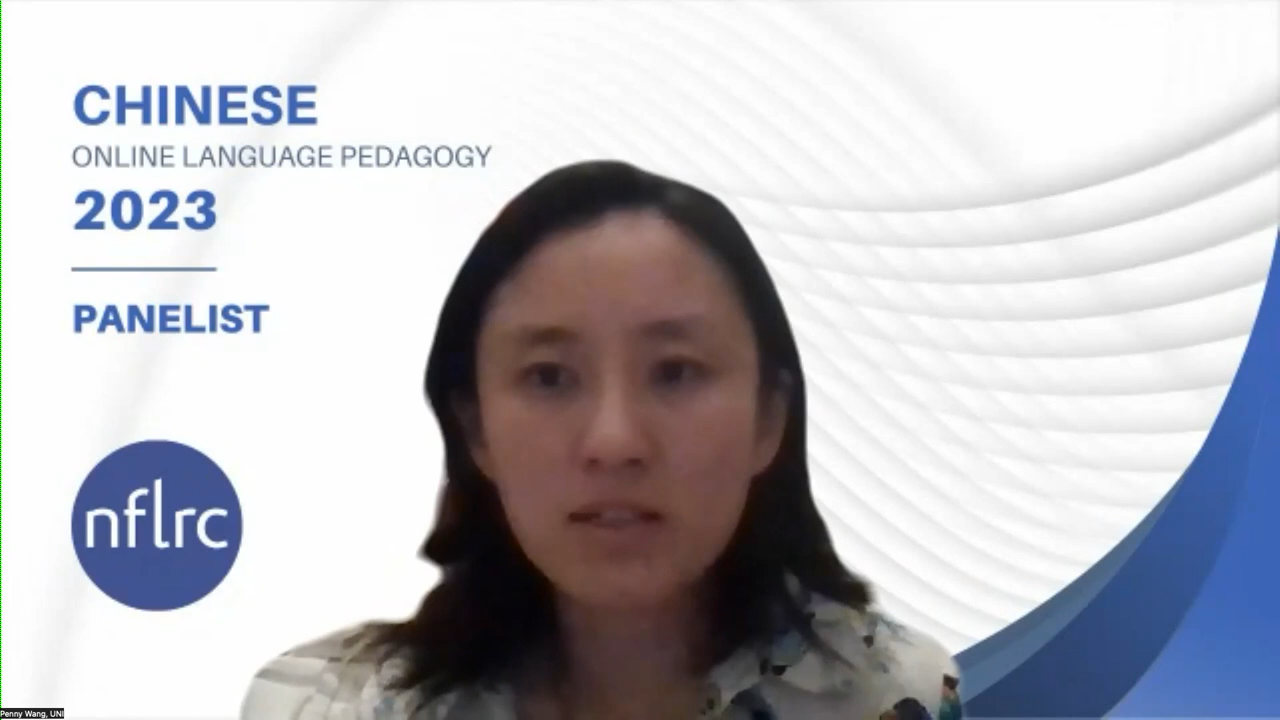 CHINESE
ONLINE LANGUAGE PEDAGOGY
2023
PANELIST
nflrc
Penny Wang, UNI